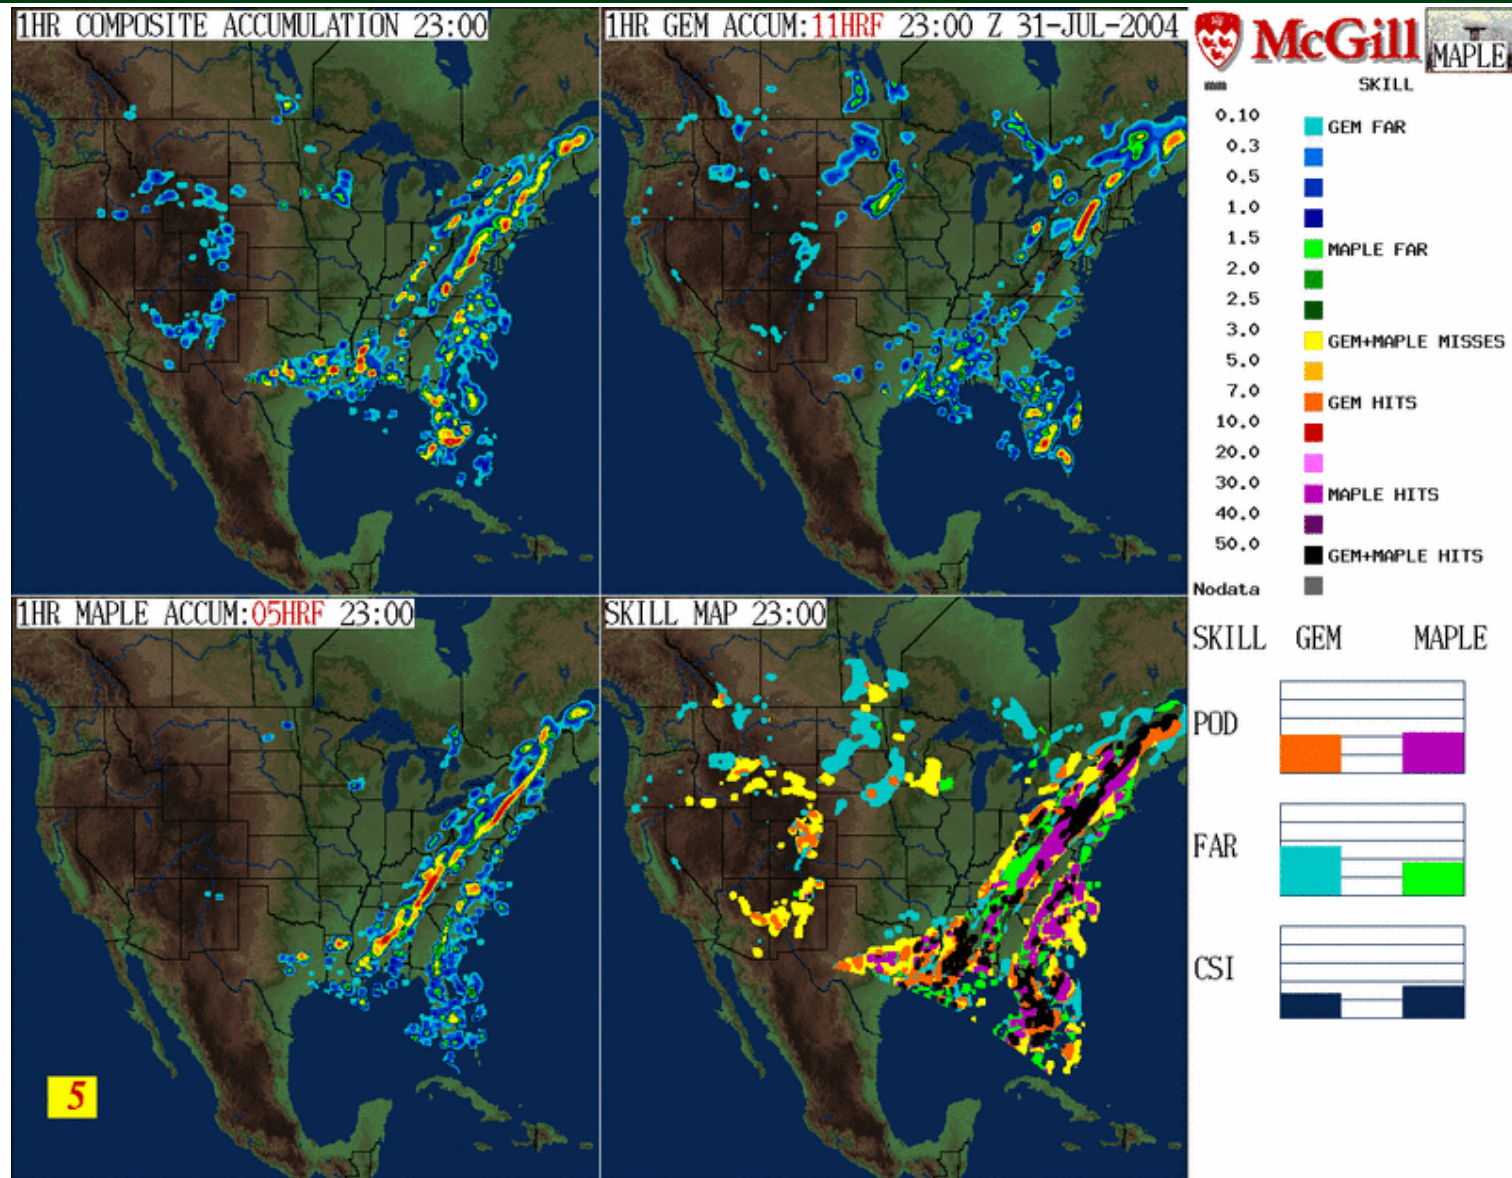 1HR COMPOSITE ACCUMULATION 23:00
1HR GEM ACCUM:11HRF 23:00 Z 31-JUL-2004
McGill
MAPLE
mm
SKILL
0.10
GEM FAR
0.3
0.5
1.0
1.5
MAPLE FAR
2.0
2.5
3.0
GEM+MAPLE MISSES
5.0
7.0
GEM HITS
10.0
20.0
30.0
MAPLE HITS
40.0
50.0
GEM+MAPLE HITS
Nodata
1HR MAPLE ACCUM:05HRF 23:00
SKILL MAP 23:00
SKILL GEM MAPLE
POD
FAR
CSI
5